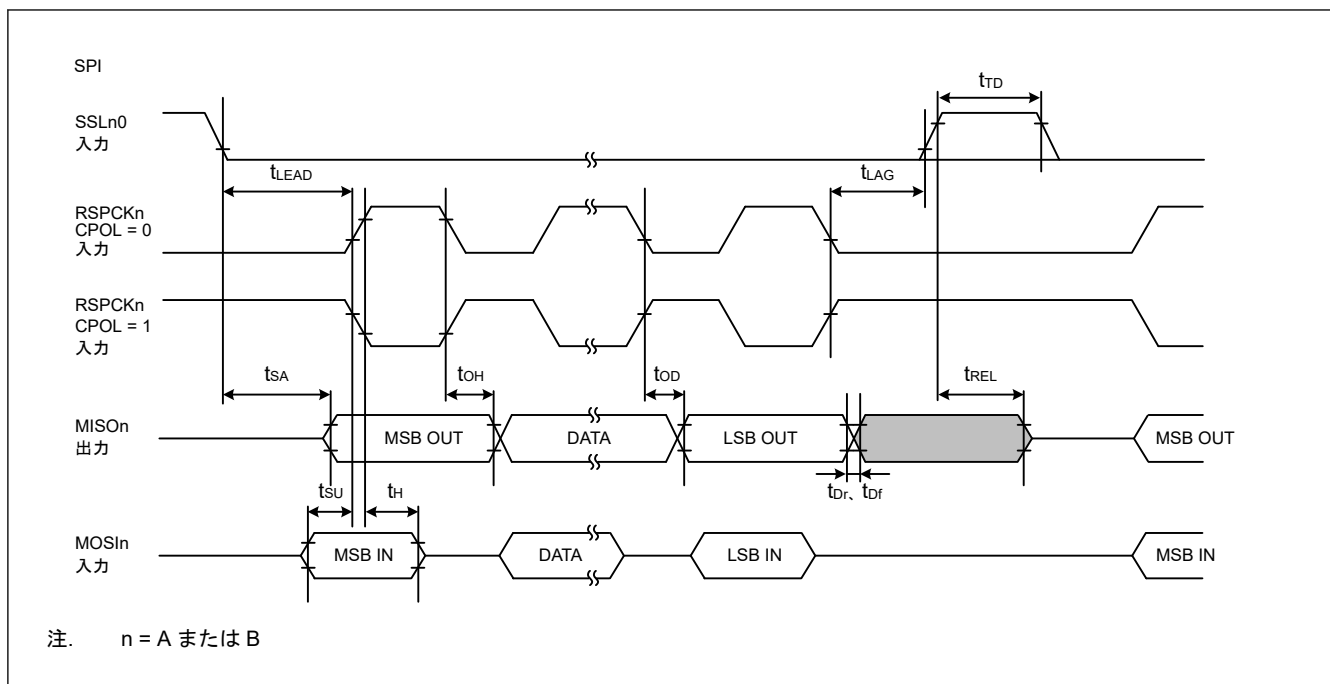 SPI
tTD
SSLn0
入力
tLEAD
tLAG
RSPCKn
CPOL = 0
入力
RSPCKn
CPOL = 1
入力
tSA
tOH
tOD
tREL
MISOn
出力
MSB OUT
DATA
LSB OUT
MSB OUT
tSU
tH
tDr、tDf
MOSIn
入力
MSB IN
DATA
LSB IN
MSB IN
注. n = A または B